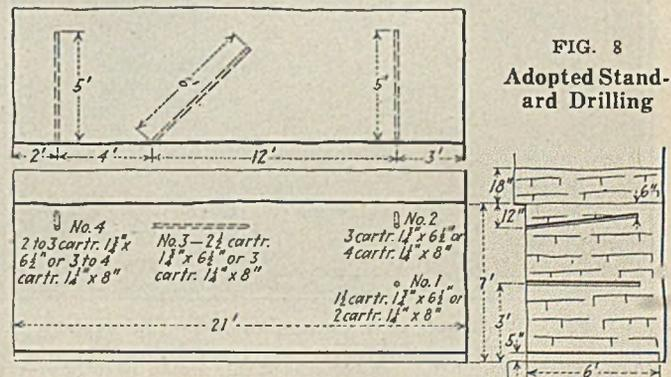 FIG. 8
Adopted Stand-
ard Drilling
5'
6'
5'
2'
4'
12'
3'
No.4
2 to 3 cartr. 1¾" x
6½" or 3 to 4
cartr. 1¼" x 8"
No.3-2½ cartr.
1¾" x 6½" or 3
cartr. 1¼" x 8"
No.2
3 cartr. 1¾" x 6½" or
4 cartr. 1¼" x 8"
No.1
1½ cartr. 1¾" x 6½" or
2 cartr. 1¼" x 8"
21'
18"
6"
12"
7'
3'
5"
6'